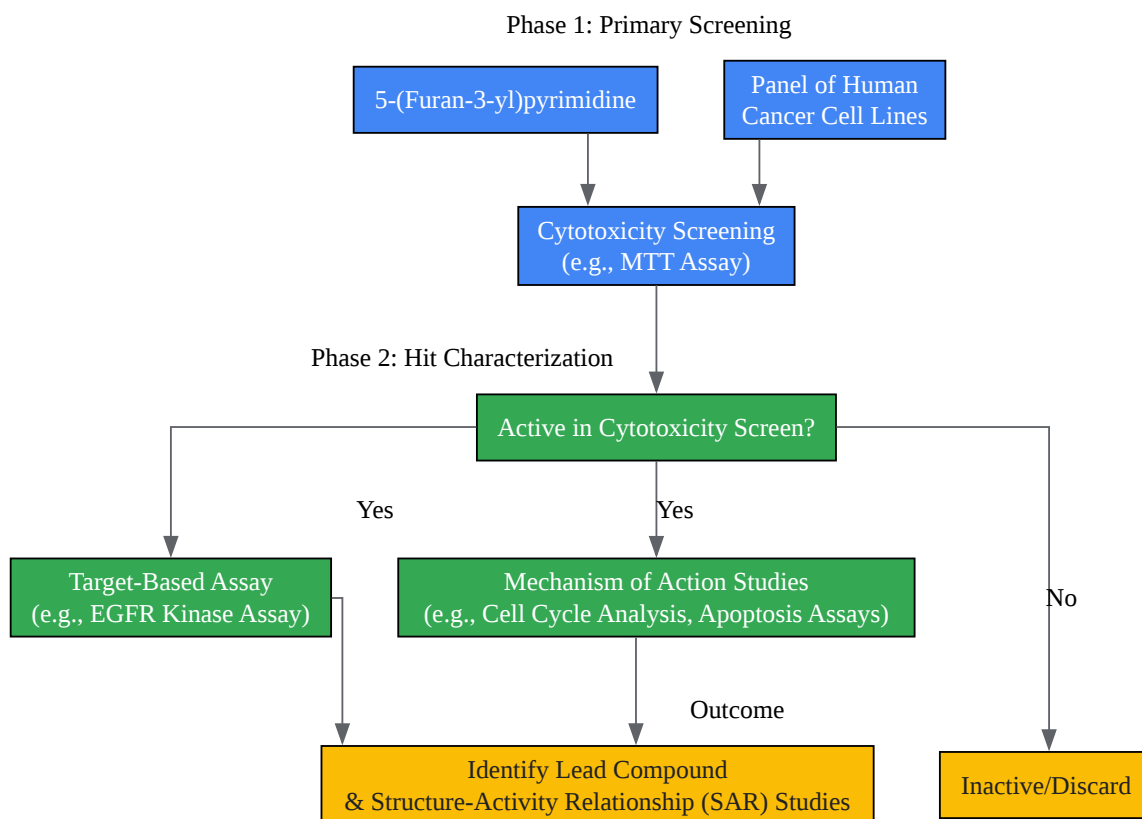 Phase 1: Primary Screening
5-(Furan-3-yl)pyrimidine
Panel of Human
Cancer Cell Lines
Cytotoxicity Screening
(e.g., MTT Assay)
Phase 2: Hit Characterization
Active in Cytotoxicity Screen?
Yes
Yes
No
Target-Based Assay
(e.g., EGFR Kinase Assay)
Mechanism of Action Studies
(e.g., Cell Cycle Analysis, Apoptosis Assays)
Outcome
Identify Lead Compound
& Structure-Activity Relationship (SAR) Studies
Inactive/Discard